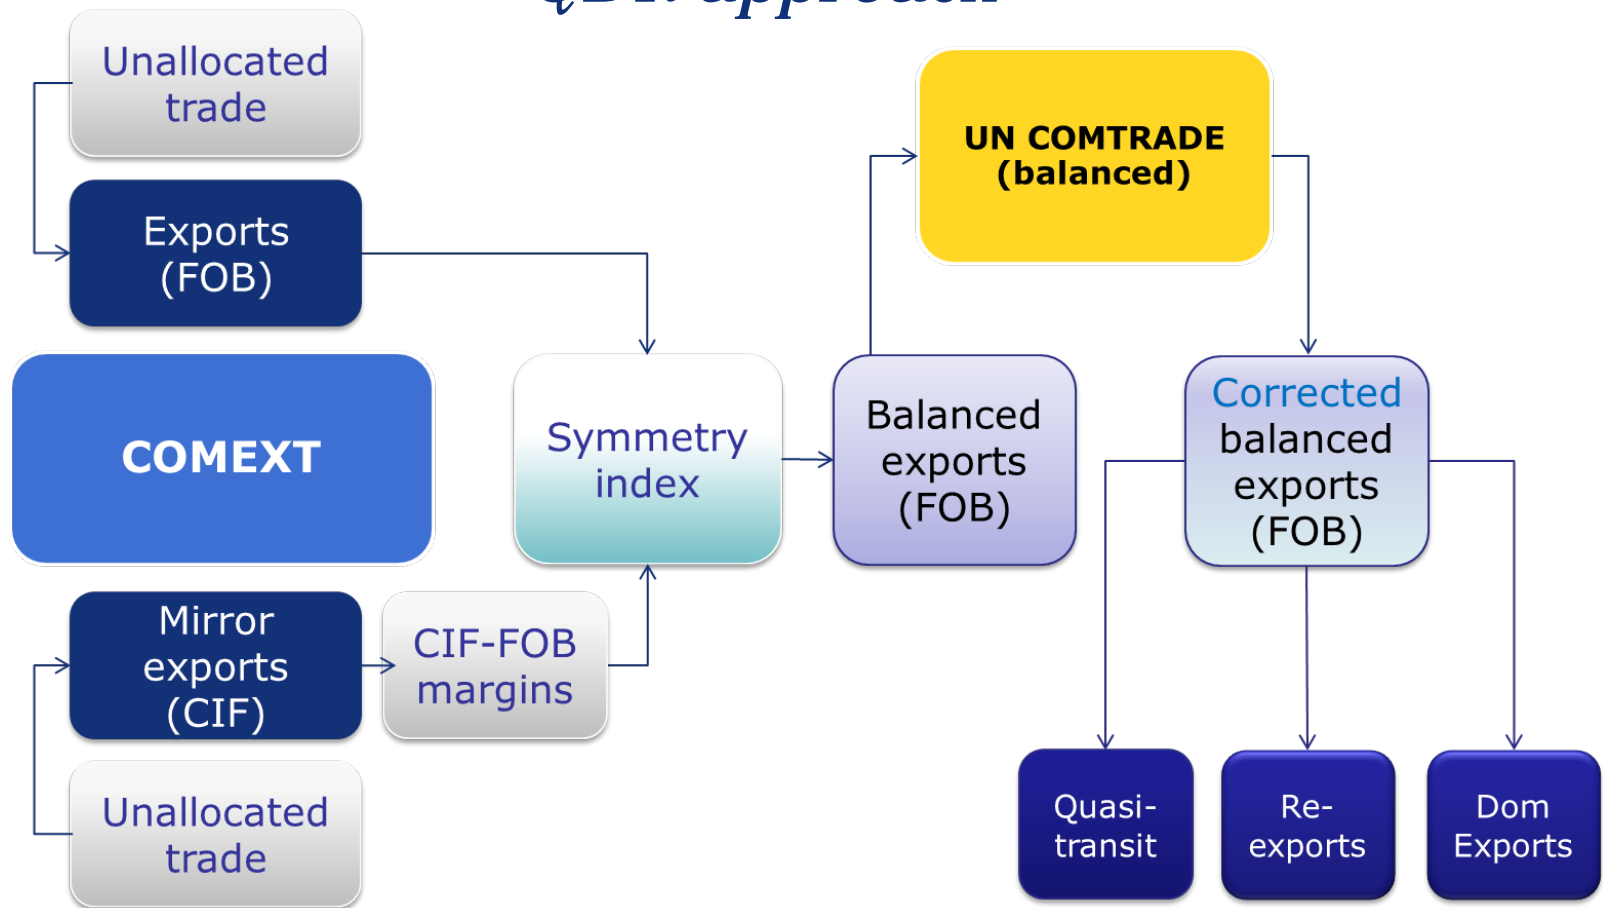 approach
Unallocated
trade
Exports
(FOB)
COMEXT
Mirror
exports
(CIF)
Unallocated
trade
CIF-FOB
margins
Symmetry
index
Balanced
exports
(FOB)
UN COMTRADE
(balanced)
Corrected
balanced
exports
(FOB)
Quasi-
transit
Re-
exports
Dom
Exports